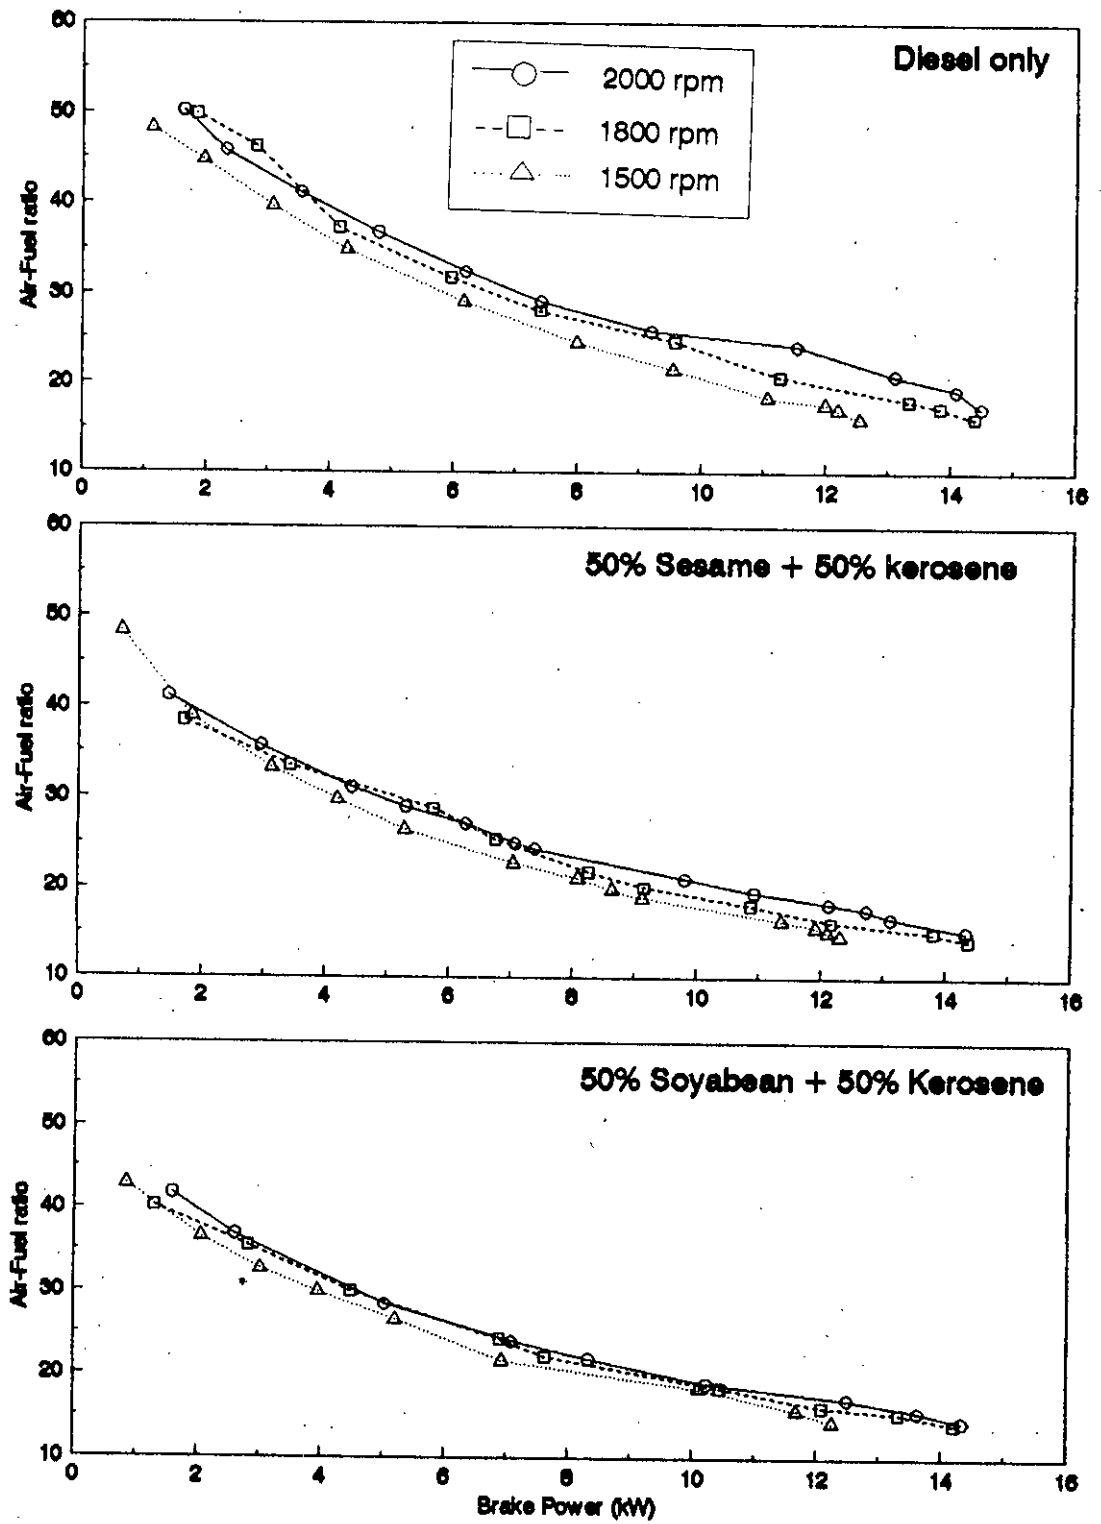 Diesel only
2000 rpm
1800 rpm
1500 rpm
Air-Fuel ratio
60
50
40
30
20
10
0 2 4 6 8 10 12 14 16
50% Sesame + 50% kerosene
Air-Fuel ratio
60
50
40
30
20
10
0 2 4 6 8 10 12 14 16
50% Soyabean + 50% Kerosene
Air-Fuel ratio
60
50
40
30
20
10
0 2 4 6 8 10 12 14 16
Brake Power (kW)